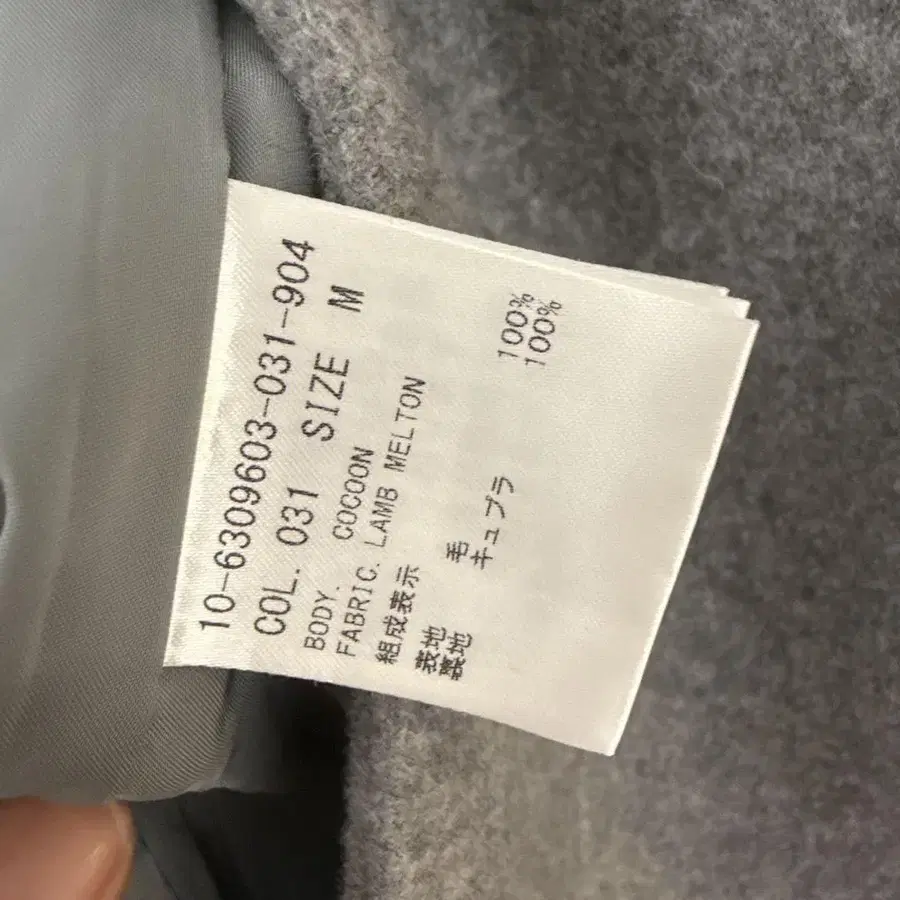 10-6309603-031-904
COL. 031 SIZE M
BODY. COCOON
FABRIC. LAMB MELTON
組成表示
表地 毛 100%
裏地 キュプラ 100%